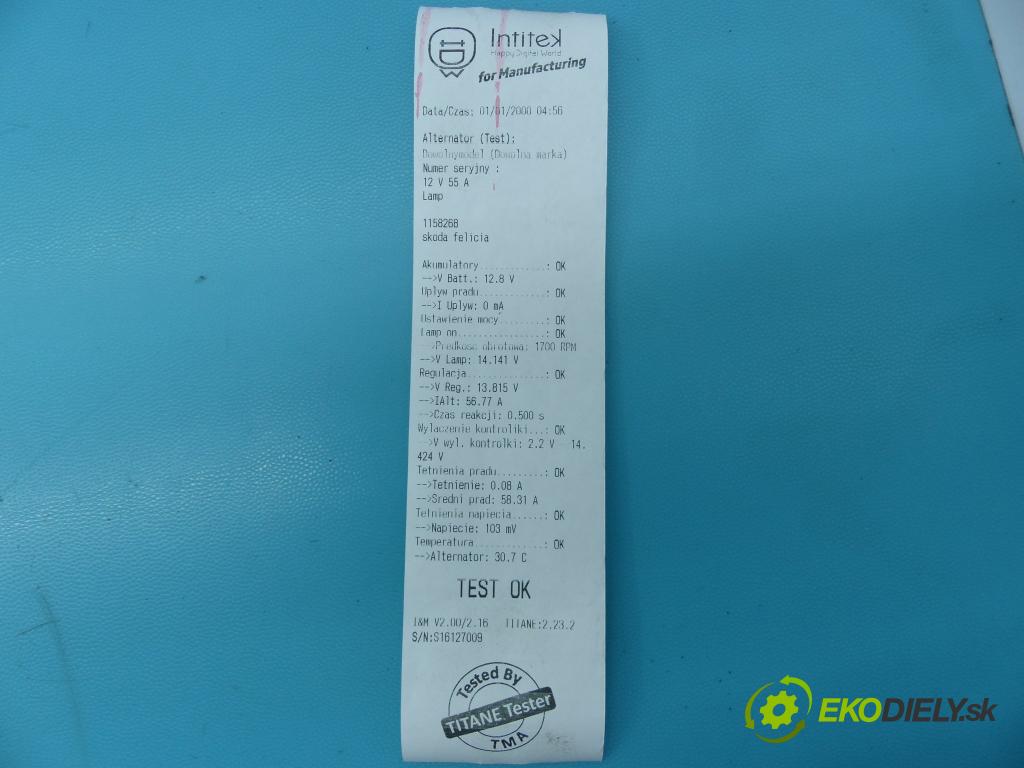 Intitek
Happy Digital World
for Manufacturing
Data/Czas: 01/01/2000 04:56
Alternator (Test):
Dowolnymodel (Dowolna marka)
Numer seryjny :
12 V 55 A
Lamp
1158268
skoda felicia
Akumulatory.............: OK
-->V Batt.: 12.8 V
Uplyw pradu.............: OK
-->I Uplyw: 0 mA
Ustawienie mocy.........: OK
Lamp on.................: OK
-->Predkosc obrotowa: 1700 RPM
-->V Lamp: 14.141 V
Regulacja...............: OK
-->V Reg.: 13.815 V
-->IAlt: 56.77 A
-->Czas reakcji: 0.500 s
Wylaczenie kontrolki...: OK
-->V wyl. kontrolki: 2.2 V - 14.
424 V
Tetnienia pradu.........: OK
-->Tetnienie: 0.08 A
-->Sredni prad: 58.31 A
Tetnienia napiecia......: OK
-->Napiecie: 103 mV
Temperatura.............: OK
-->Alternator: 30.7 C
TEST OK
I&M V2.00/2.16 TITANE:2.23.2
S/N:S16127009
Tested By
TITANE Tester
TMA
EKODIELY.sk